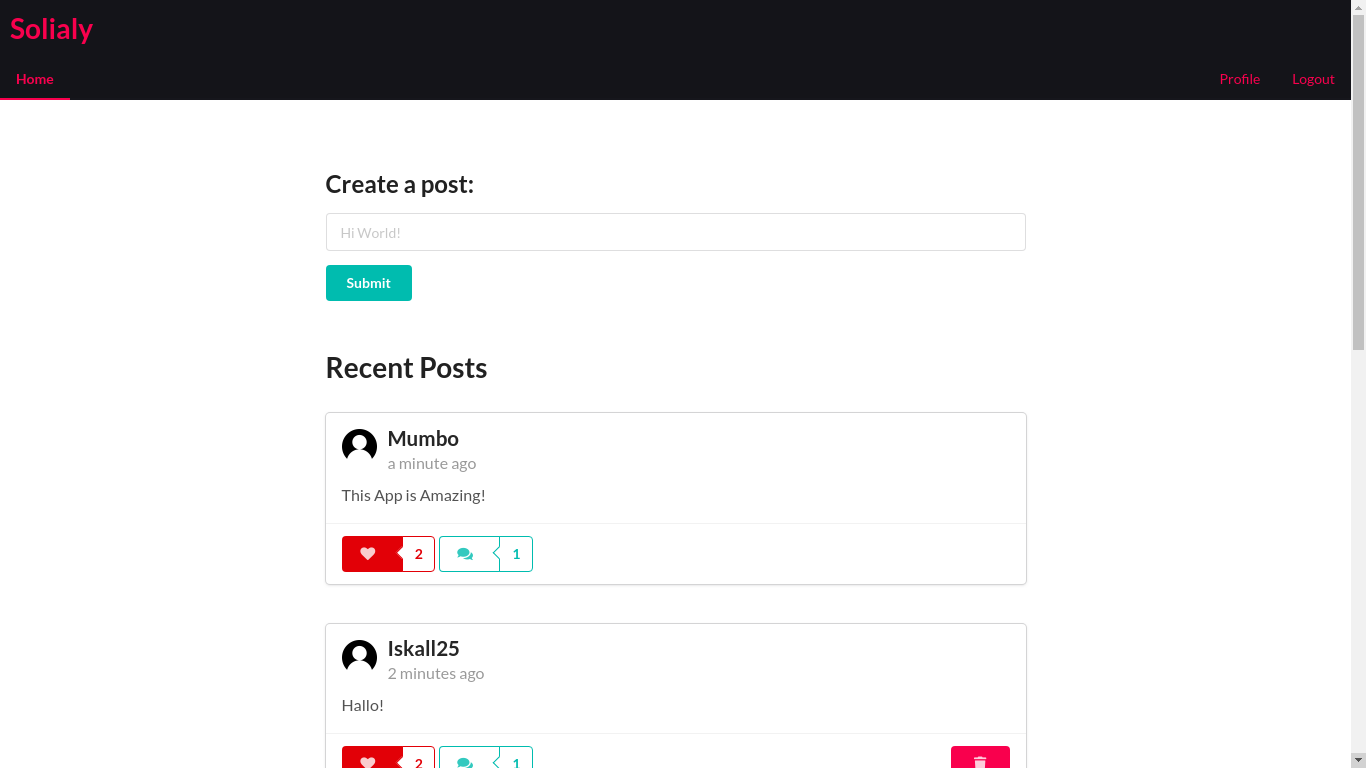 Solialy
Home
Profile
Logout
Create a post:
Hi World!
Submit
Recent Posts
Mumbo
a minute ago
This App is Amazing!
2
1
Iskall25
2 minutes ago
Hallo!
2
1